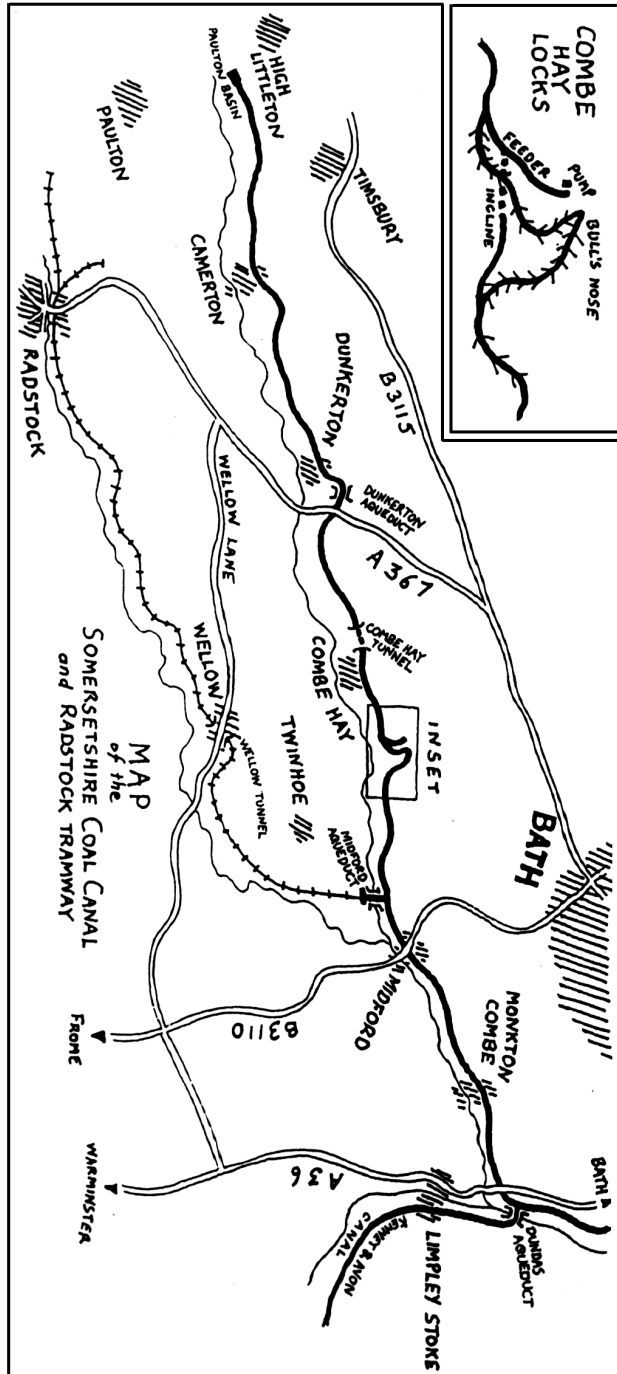 COMBE
HAY
LOCKS
FEEDER
PUMP
INCLINE
BULL'S NOSE
HIGH
LITTLETON
PAULTON BASIN
PAULTON
TIMSBURY
CAMERTON
B3115
DUNKERTON
DUNKERTON
AQUEDUCT
A367
RADSTOCK
WELLOW LANE
COMBE HAY
TUNNEL
COMBE HAY
INSET
WELLOW
WELLOW TUNNEL
TWINHOE
MIDFORD
AQUEDUCT
BATH
MIDFORD
MONKTON
COMBE
B3110
FROME
A36
WARMINSTER
BATH
DUNDAS
AQUEDUCT
LIMPLEY STOKE
KENNET & AVON
CANAL
MAP
of the
SOMERSETSHIRE COAL CANAL
and RADSTOCK TRAMWAY